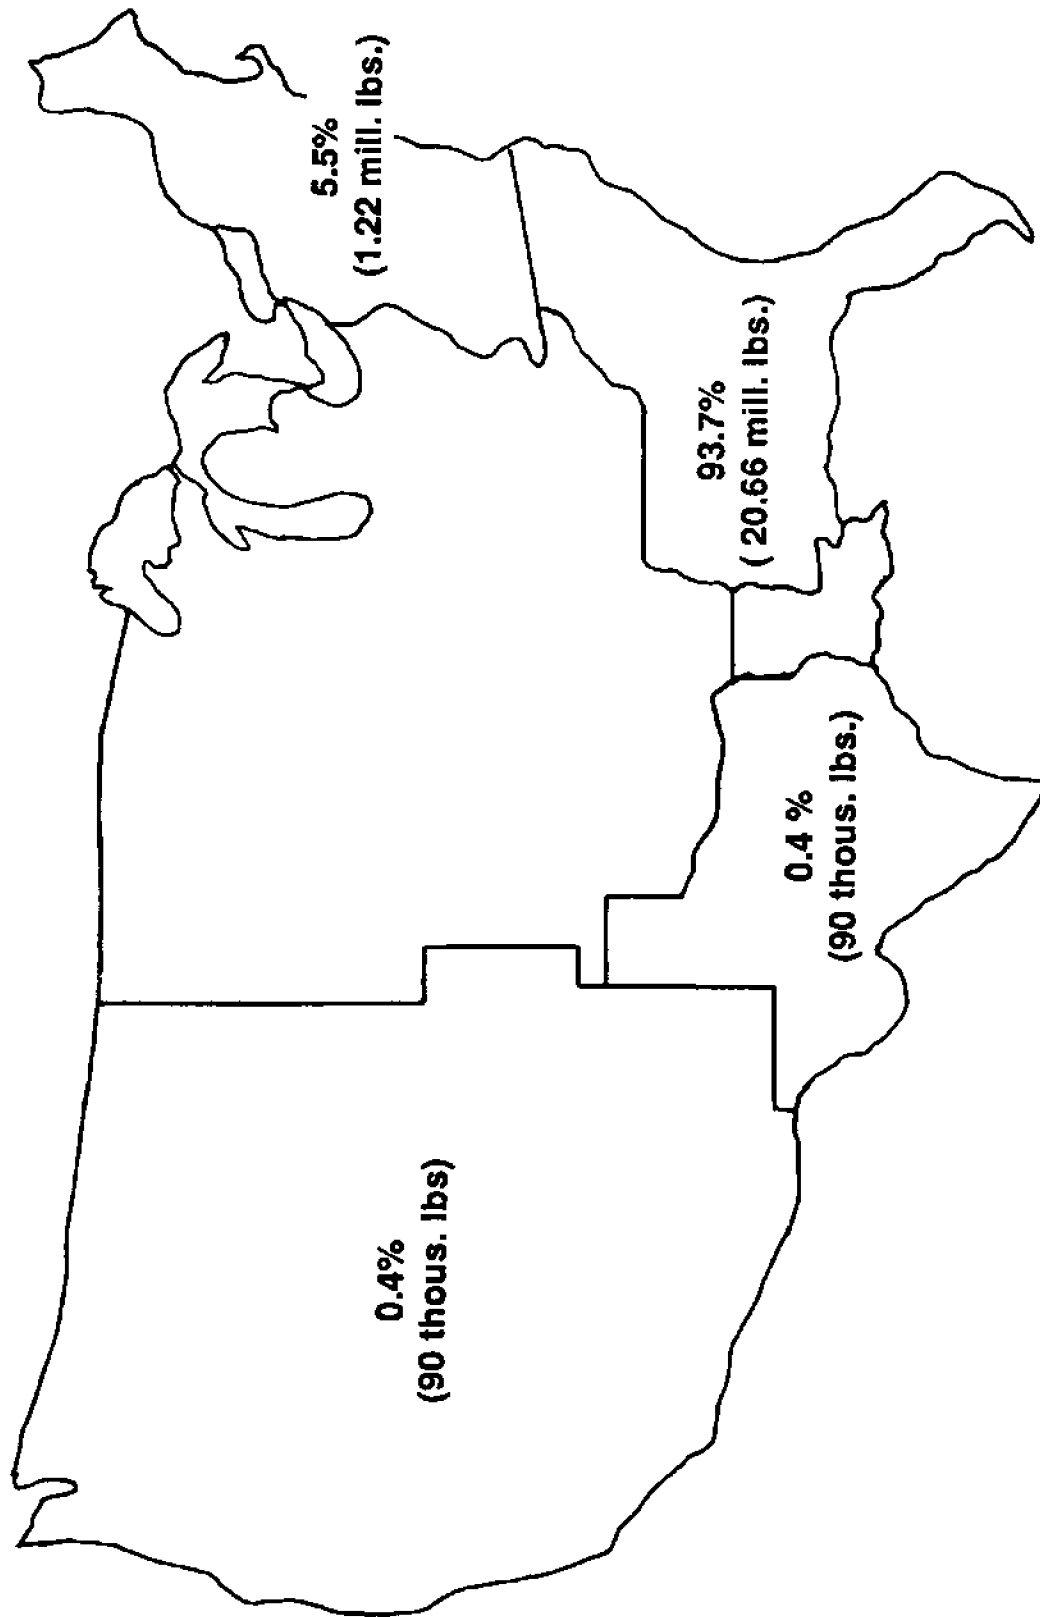 5.5%
(1.22 mill. lbs.)
93.7%
( 20.66 mill. lbs.)
0.4 %
(90 thous. lbs.)
0.4%
(90 thous. lbs)